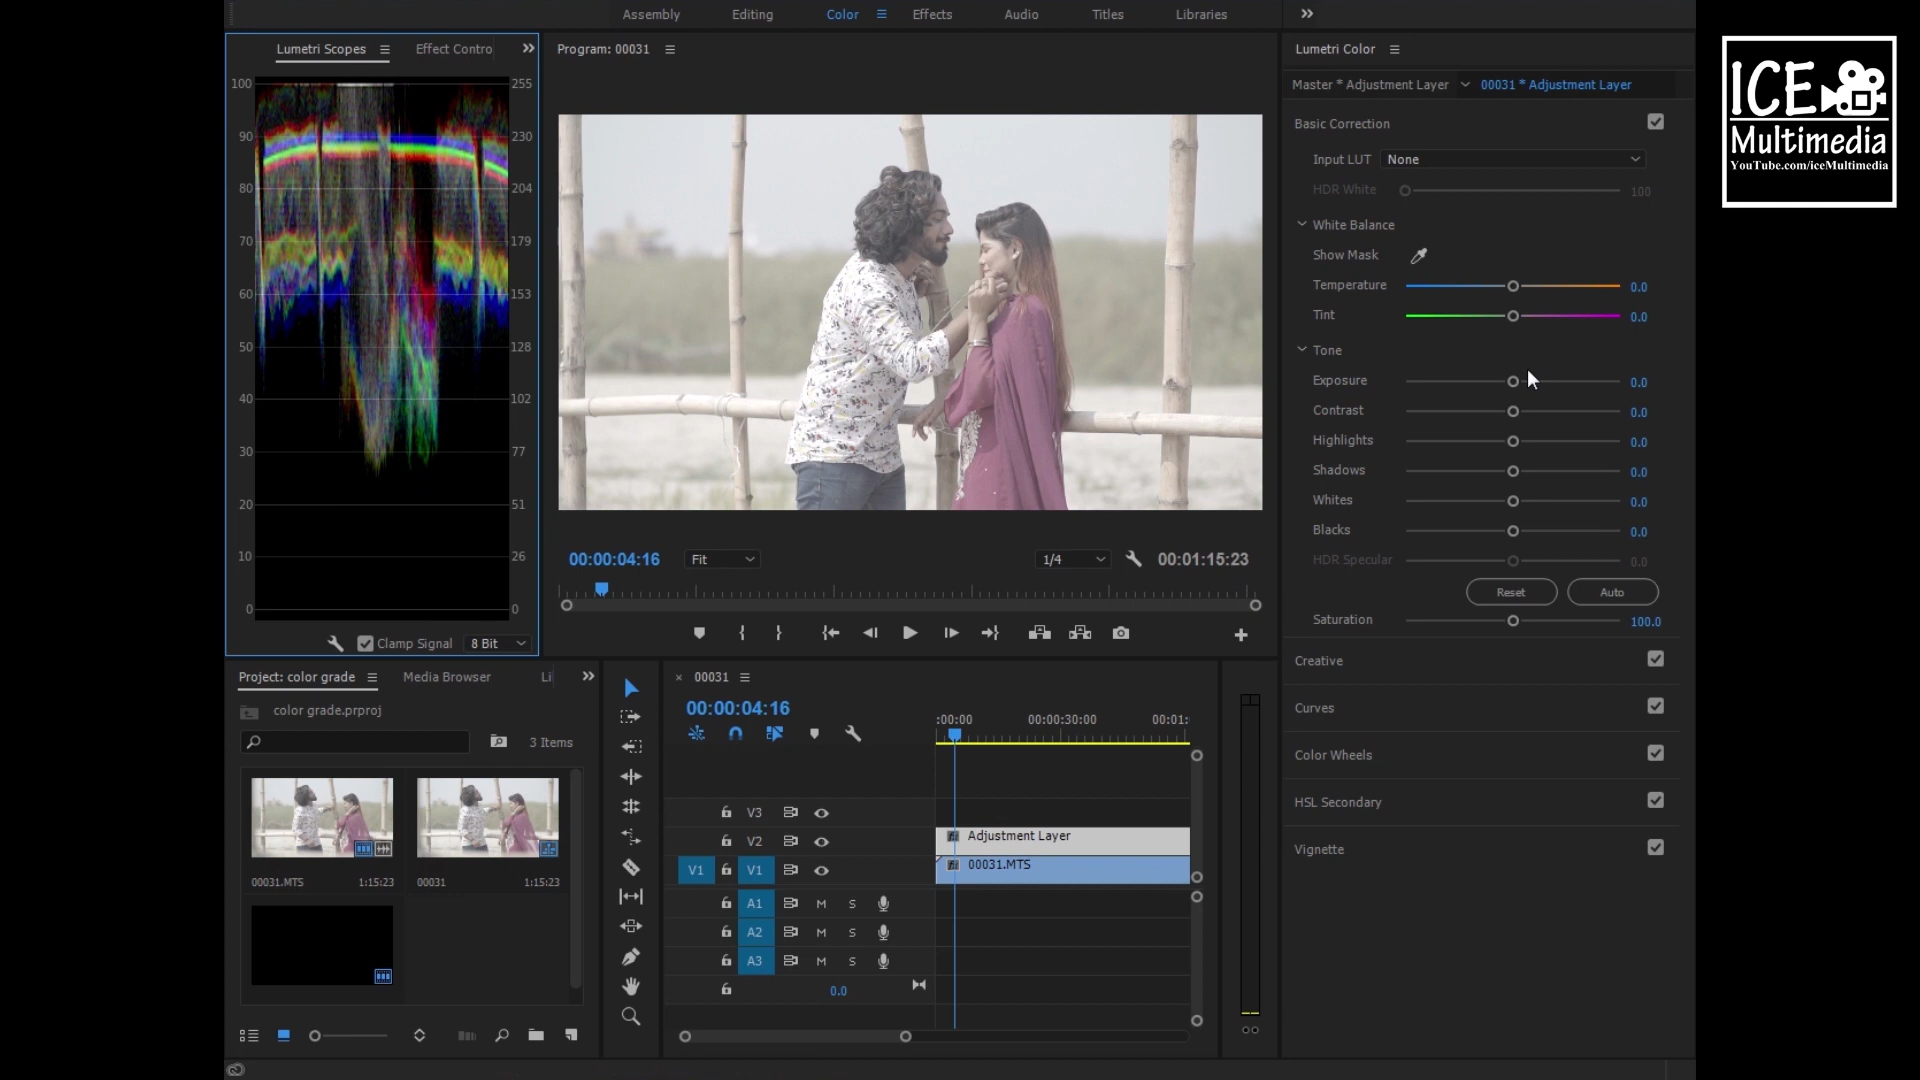 Assembly
Editing
Color
Effects
Audio
Titles
Libraries
Lumetri Scopes
Effect Contro
100
90
80
70
60
50
40
30
20
10
0
255
230
204
179
153
128
102
77
51
26
0
Clamp Signal
8 Bit
Program: 00031
00:00:04:16
Fit
1/4
00:01:15:23
Lumetri Color
Master * Adjustment Layer
00031 * Adjustment Layer
Basic Correction
Input LUT
None
HDR White
100
White Balance
Show Mask
Temperature
0.0
Tint
0.0
Tone
Exposure
0.0
Contrast
0.0
Highlights
0.0
Shadows
0.0
Whites
0.0
Blacks
0.0
HDR Specular
0.0
Reset
Auto
Saturation
100.0
Creative
Curves
Color Wheels
HSL Secondary
Vignette
ICE
Multimedia
YouTube.com/iceMultimedia
Project: color grade
Media Browser
Li
color grade.prproj
3 Items
00031.MTS
1:15:23
00031
1:15:23
× 00031
00:00:04:16
:00:00
00:00:30:00
00:01:
V3
V2
Adjustment Layer
V1
V1
00031.MTS
A1
M
S
A2
M
S
A3
M
S
0.0